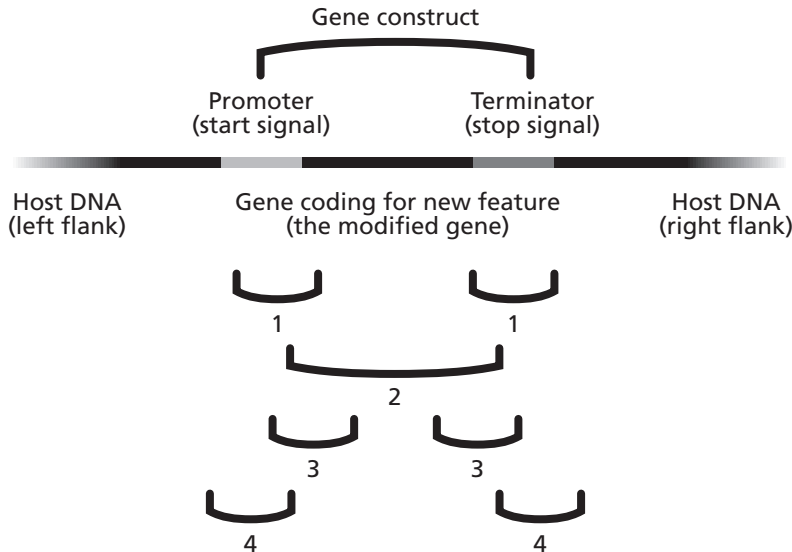 Gene construct
Promoter
(start signal)
Terminator
(stop signal)
Host DNA
(left flank)
Gene coding for new feature
(the modified gene)
Host DNA
(right flank)
1
1
2
3
3
4
4